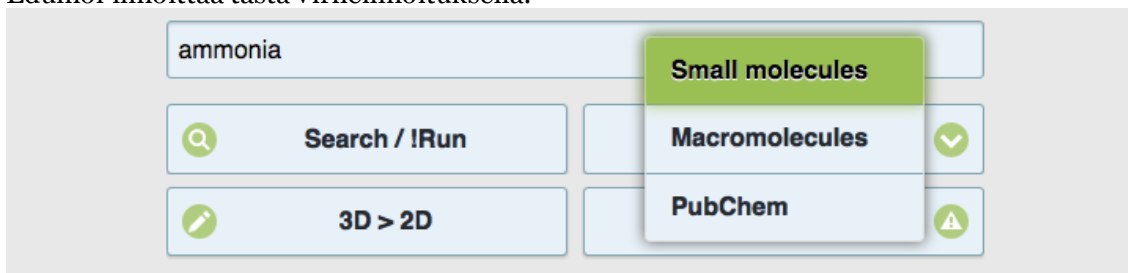 Edumol ilmoittaa tästä virheilmoituksella.
ammonia
Small molecules
Search / !Run
Macromolecules
3D > 2D
PubChem